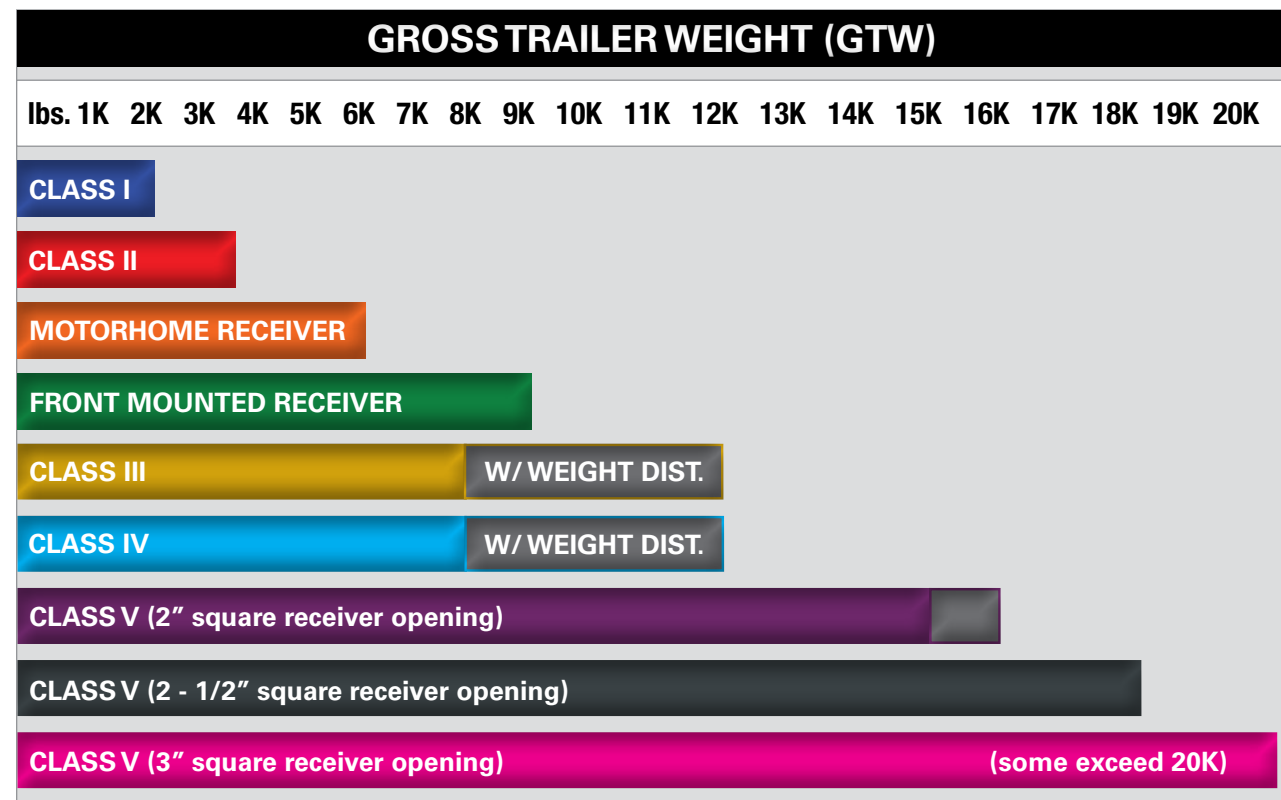 GROSS TRAILER WEIGHT (GTW)
lbs. 1K 2K 3K 4K 5K 6K 7K 8K 9K 10K 11K 12K 13K 14K 15K 16K 17K 18K 19K 20K
CLASS I
CLASS II
MOTORHOME RECEIVER
FRONT MOUNTED RECEIVER
CLASS III W/ WEIGHT DIST.
CLASS IV W/ WEIGHT DIST.
CLASS V (2″ square receiver opening)
CLASS V (2 - 1/2″ square receiver opening)
CLASS V (3″ square receiver opening) (some exceed 20K)